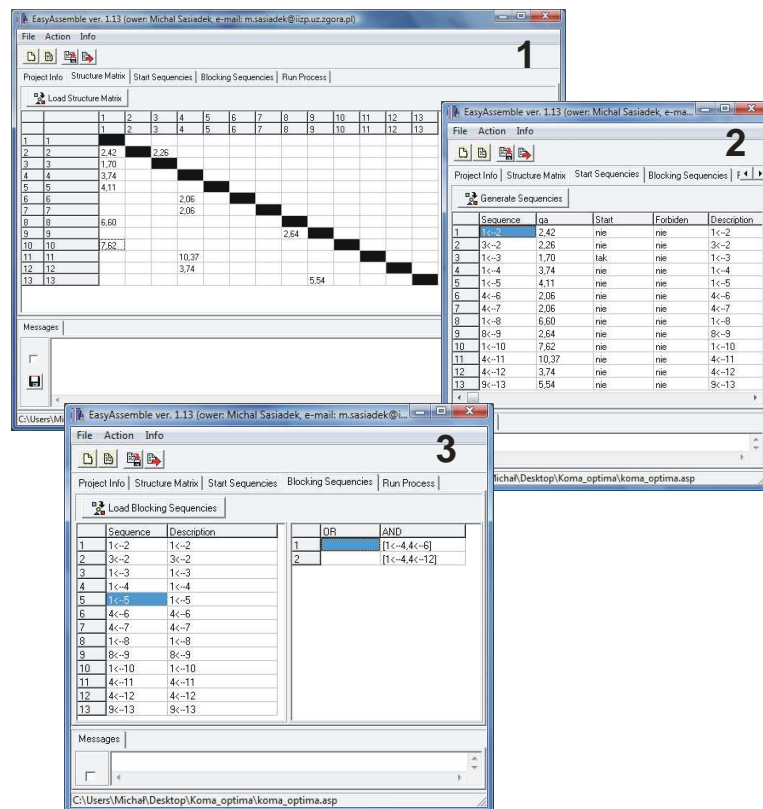 EasyAssemble ver. 1.13 (ower: Michal Sasiadek, e-mail: m.sasiadek@iizp.uz.zgora.pl)
File Action Info
1
Project Info Structure Matrix Start Sequencies Blocking Sequencies Run Process
Load Structure Matrix
1 2 3 4 5 6 7 8 9 10 11 12 13
1 2 3 4 5 6 7 8 9 10 11 12 13
1 1
2 2 2,42 2,26
3 3 1,70
4 4 3,74
5 5 4,11
6 6 2,06
7 7 2,06
8 8 6,60
9 9 2,64
10 10 7,62
11 11 10,37
12 12 3,74
13 13 5,54
Messages
C:\Users\Mi
EasyAssemble ver. 1.13 (ower: Michal Sasiadek, e-ma...
File Action Info
2
Project Info Structure Matrix Start Sequencies Blocking Sequencies
Generate Sequencies
Sequence qa Start Forbiden Description
1 1<--2 2,42 nie nie 1<--2
2 3<--2 2,26 nie nie 3<--2
3 1<--3 1,70 tak nie 1<--3
4 1<--4 3,74 nie nie 1<--4
5 1<--5 4,11 nie nie 1<--5
6 4<--6 2,06 nie nie 4<--6
7 4<--7 2,06 nie nie 4<--7
8 1<--8 6,60 nie nie 1<--8
9 8<--9 2,64 nie nie 8<--9
10 1<--10 7,62 nie nie 1<--10
11 4<--11 10,37 nie nie 4<--11
12 4<--12 3,74 nie nie 4<--12
13 9<--13 5,54 nie nie 9<--13
Michał\Desktop\Koma_optima\koma_optima.asp
EasyAssemble ver. 1.13 (ower: Michal Sasiadek, e-mail: m.sasiadek@i...
File Action Info
3
Project Info Structure Matrix Start Sequencies Blocking Sequencies Run Process
Load Blocking Sequencies
Sequence Description
1 1<--2 1<--2
2 3<--2 3<--2
3 1<--3 1<--3
4 1<--4 1<--4
5 1<--5 1<--5
6 4<--6 4<--6
7 4<--7 4<--7
8 1<--8 1<--8
9 8<--9 8<--9
10 1<--10 1<--10
11 4<--11 4<--11
12 4<--12 4<--12
13 9<--13 9<--13
OR AND
1 [1<--4,4<--6]
2 [1<--4,4<--12]
Messages
C:\Users\Michał\Desktop\Koma_optima\koma_optima.asp